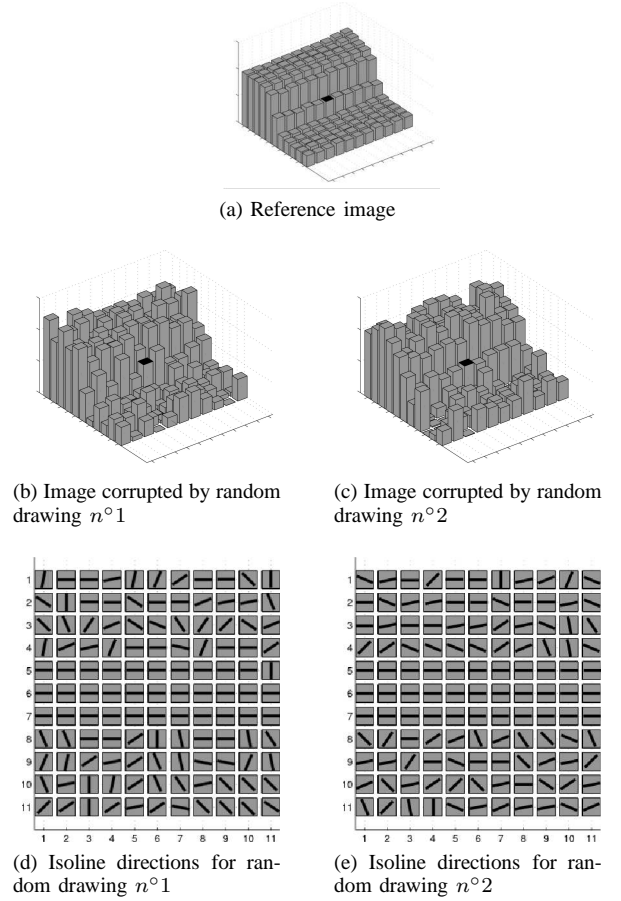 (a) Reference image
(b) Image corrupted by random
drawing n°1
(c) Image corrupted by random
drawing n°2
1
2
3
4
5
6
7
8
9
10
11
1 2 3 4 5 6 7 8 9 10 11
1
2
3
4
5
6
7
8
9
10
11
1 2 3 4 5 6 7 8 9 10 11
(d) Isoline directions for ran-
dom drawing n°1
(e) Isoline directions for ran-
dom drawing n°2